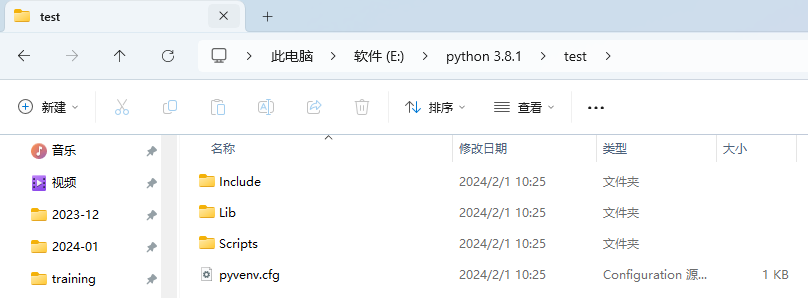 test
此电脑 软件 (E:) python 3.8.1 test
新建 排序 查看
名称 修改日期 类型 大小
音乐
视频
2023-12
2024-01
training
Include 2024/2/1 10:25 文件夹
Lib 2024/2/1 10:25 文件夹
Scripts 2024/2/1 10:25 文件夹
pyvenv.cfg 2024/2/1 10:25 Configuration 源... 1 KB